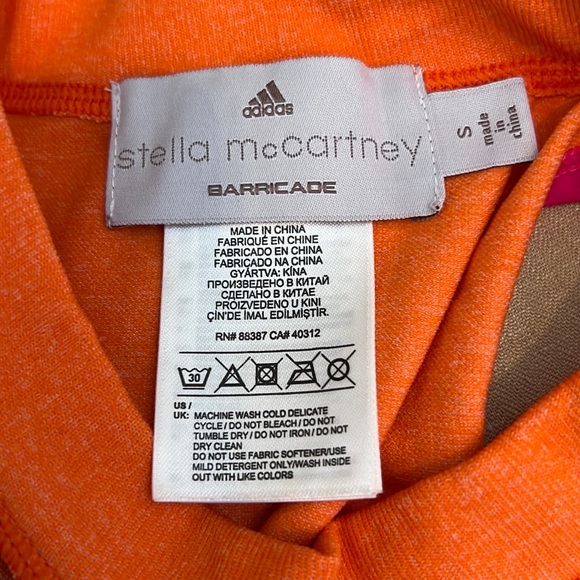 adidas
stella mccartney
BARRICADE
S
made
in
china
MADE IN CHINA
FABRIQUÉ EN CHINE
FABRICADO EN CHINA
FABRICADO NA CHINA
GYÁRTVA: KÍNA
ПРОИЗВЕДЕНО В КИТАЙ
СДЕЛАНО В КИТАЕ
PROIZVEDENO U KINI
ÇİN'DE İMAL EDİLMİŞTİR.
RN# 88387 CA# 40312
30
US /
UK: MACHINE WASH COLD DELICATE
CYCLE / DO NOT BLEACH / DO NOT
TUMBLE DRY / DO NOT IRON / DO NOT
DRY CLEAN
DO NOT USE FABRIC SOFTENER/USE
MILD DETERGENT ONLY/WASH INSIDE
OUT WITH LIKE COLORS